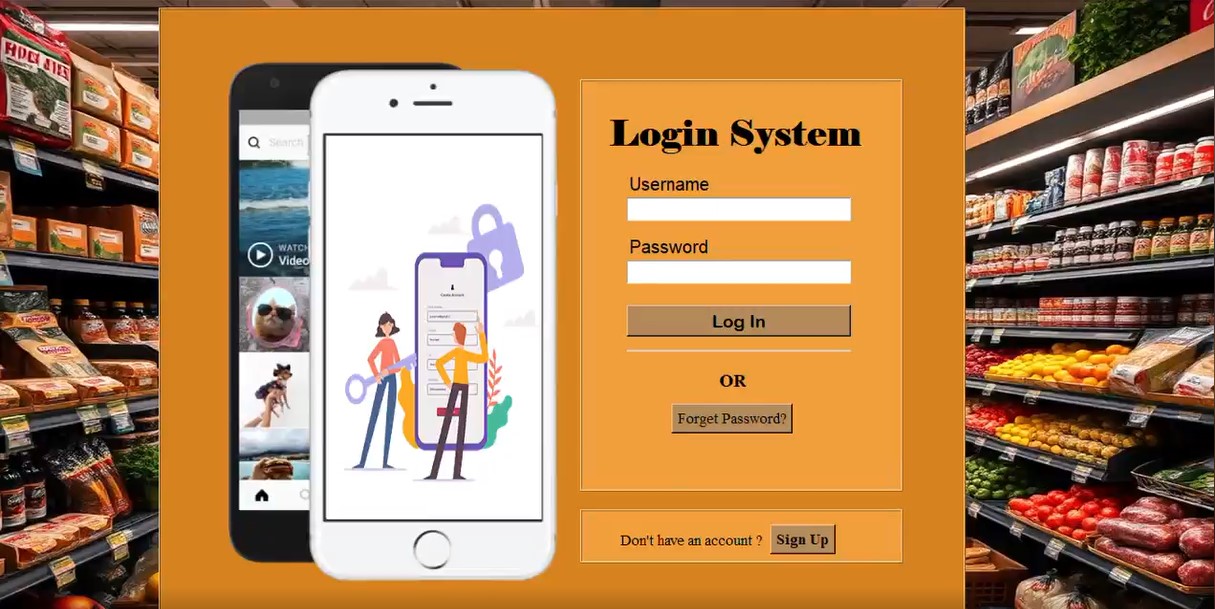 Search
WATCH
Video
Login System
Username
Password
Log In
OR
Forget Password?
Don't have an account ?
Sign Up